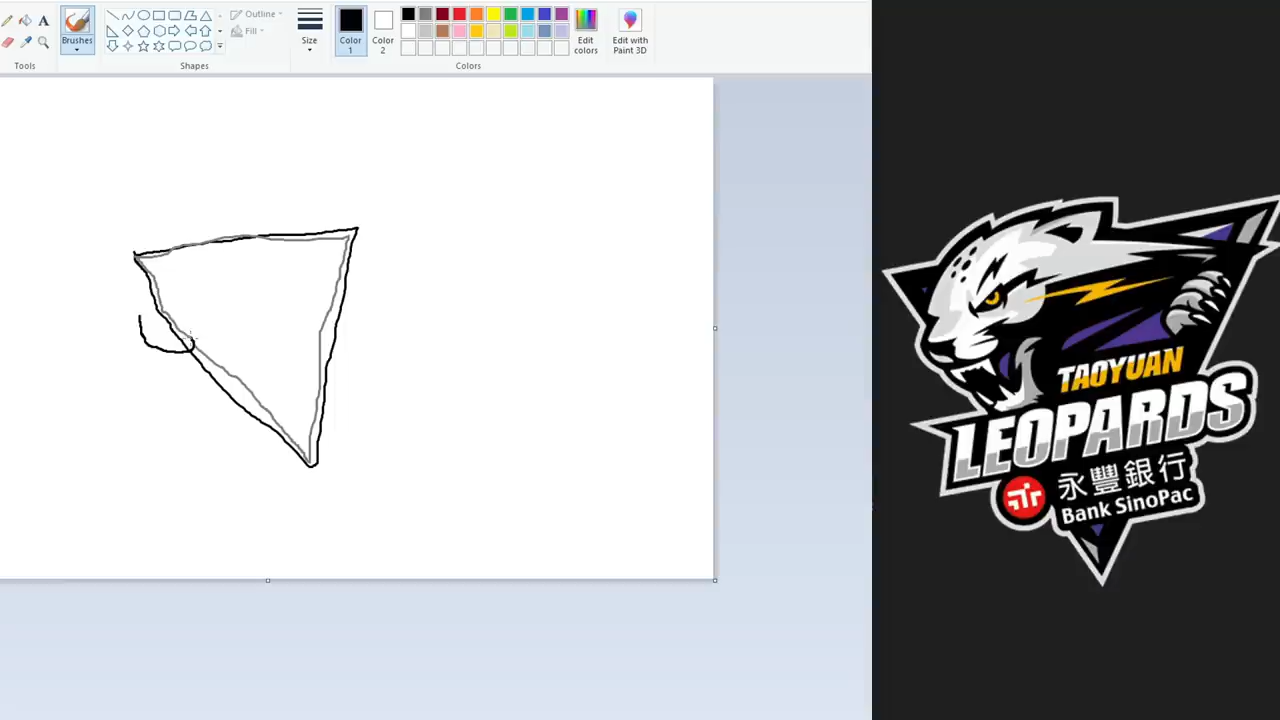 A
Tools
Brushes
Outline
Fill
Shapes
Size
Color 1
Color 2
Colors
Edit colors
Edit with Paint 3D
TAOYUAN
LEOPARDS
永豐銀行
Bank SinoPac